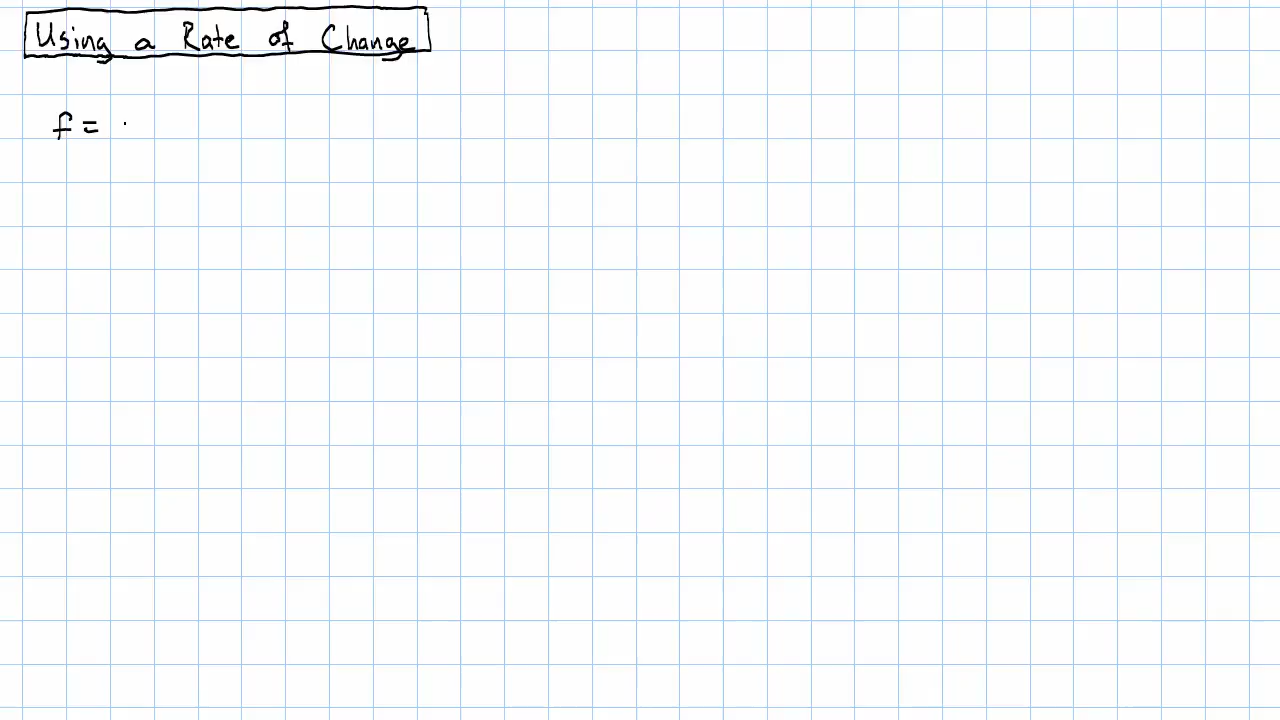 Using a Rate of Change
f =